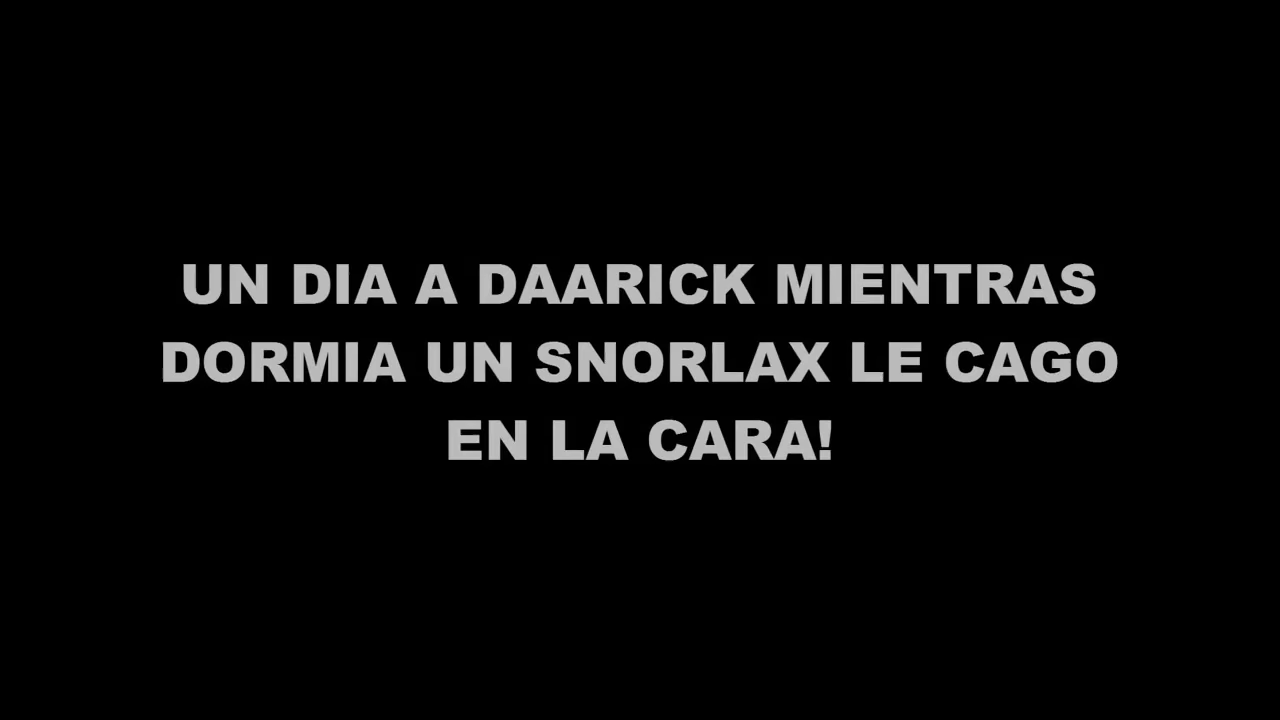 UN DIA A DAARICK MIENTRAS
DORMIA UN SNORLAX LE CAGO
EN LA CARA!